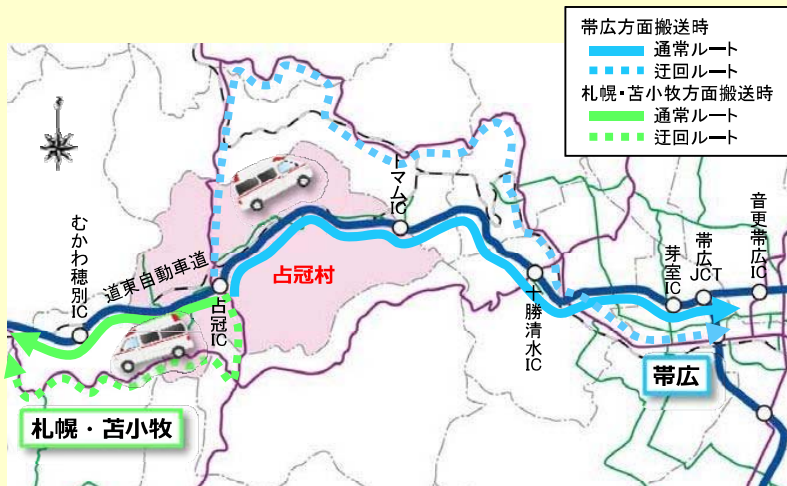 帯広方面搬送時
通常ルート
迂回ルート
札幌・苫小牧方面搬送時
通常ルート
迂回ルート
トマムIC
音更帯広IC
むかわ穂別IC
帯広JCT
芽室IC
道東自動車道
占冠村
占冠IC
十勝清水IC
帯広
札幌・苫小牧